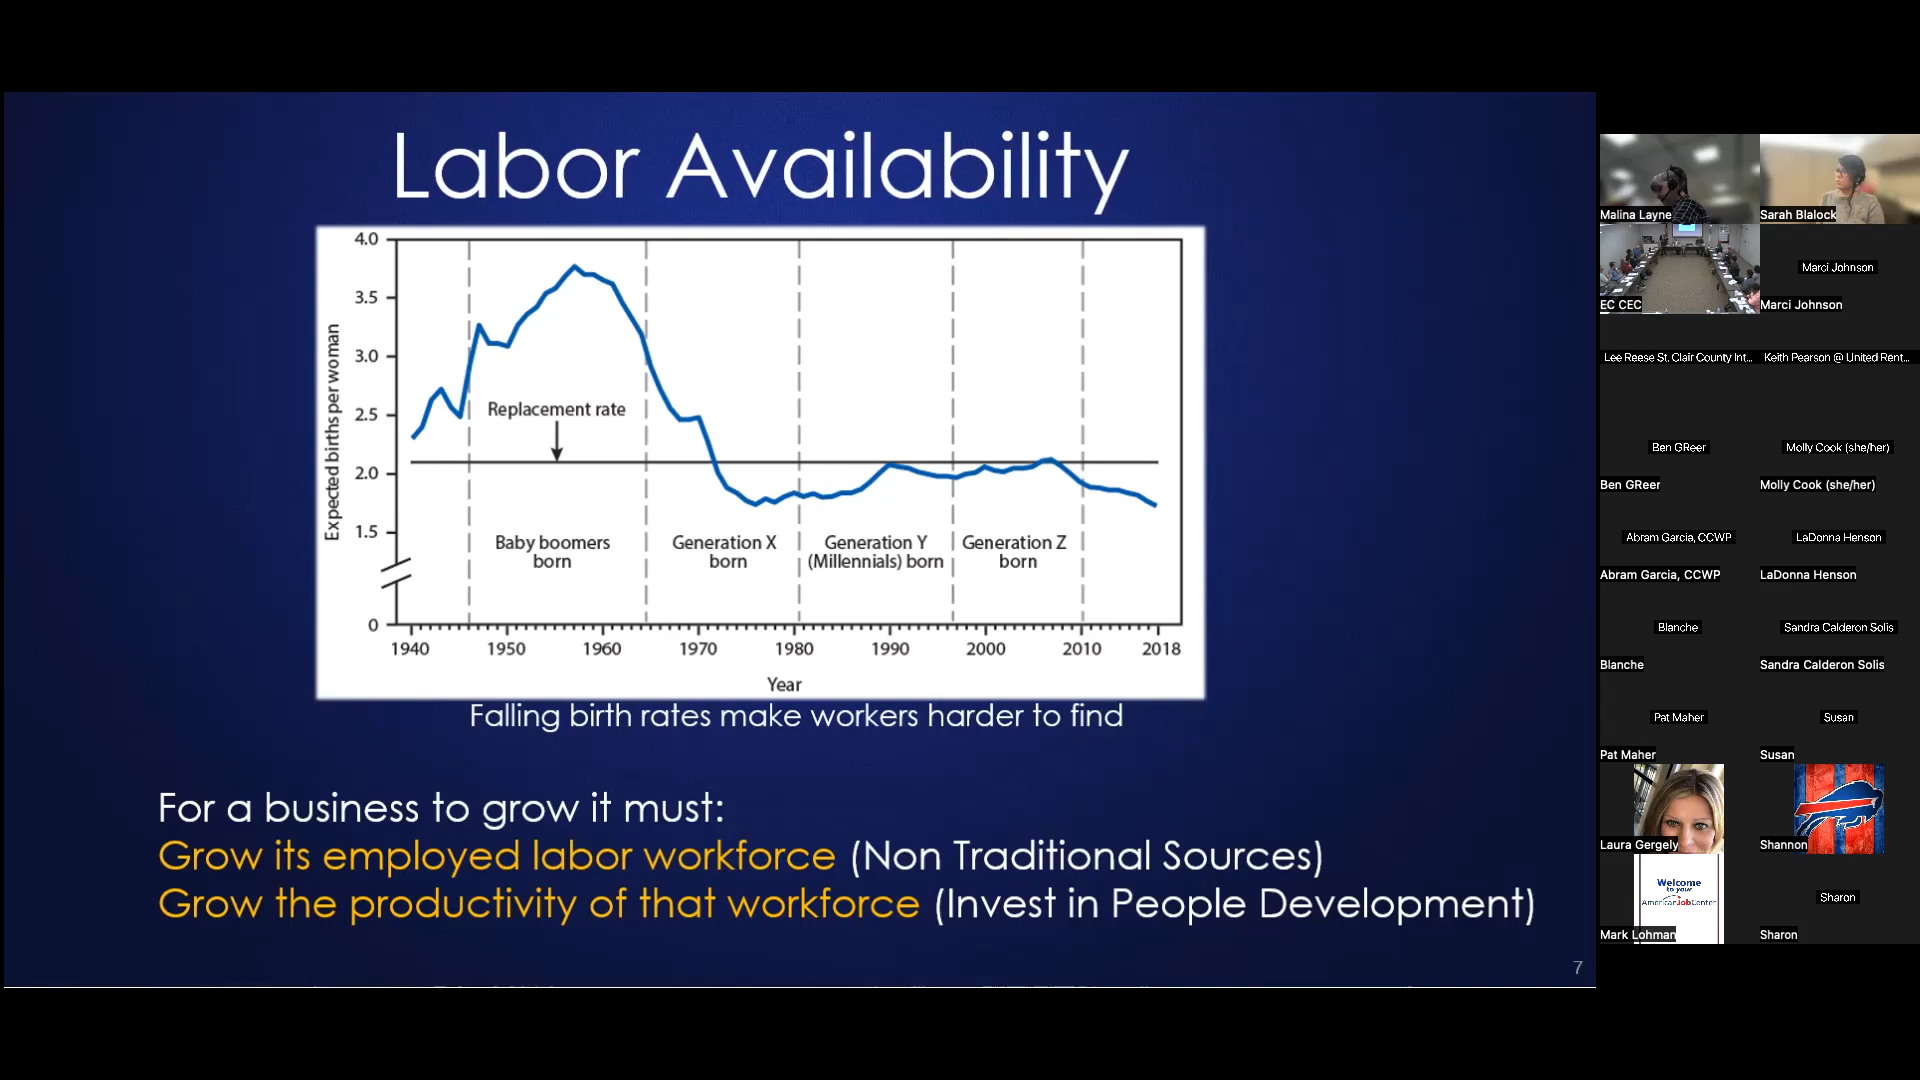 Labor Availability
4.0
3.5
3.0
2.5
2.0
1.5
0
Expected births per woman
Replacement rate
Baby boomers
born
Generation X
born
Generation Y
(Millennials) born
Generation Z
born
1940 1950 1960 1970 1980 1990 2000 2010 2018
Year
Falling birth rates make workers harder to find
For a business to grow it must:
Grow its employed labor workforce (Non Traditional Sources)
Grow the productivity of that workforce (Invest in People Development)
7
Malina Layne
Sarah Blalock
EC CEC
Marci Johnson
Marci Johnson
Lee Reese St. Clair County Int...
Keith Pearson @ United Rent...
Ben GReer
Ben GReer
Molly Cook (she/her)
Molly Cook (she/her)
Abram Garcia, CCWP
Abram Garcia, CCWP
LaDonna Henson
LaDonna Henson
Blanche
Blanche
Sandra Calderon Solis
Sandra Calderon Solis
Pat Maher
Pat Maher
Susan
Susan
Laura Gergely
Shannon
Welcome
to your
AmericanJobCenter
Mark Lohman
Sharon
Sharon